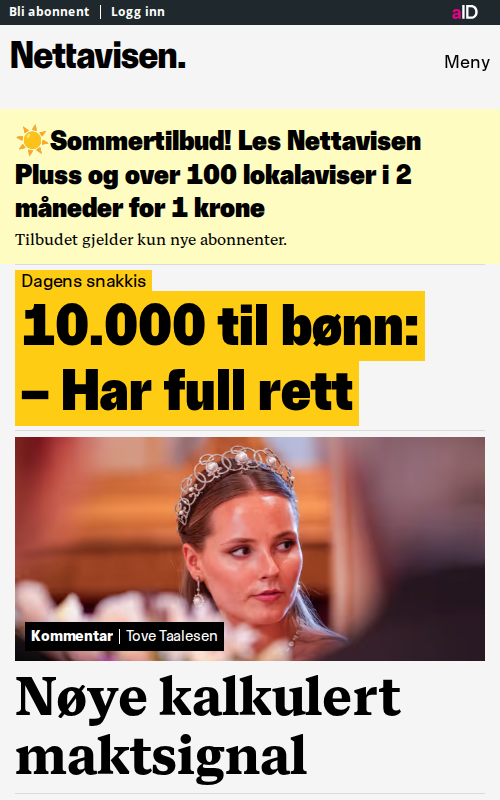 Bli abonnent | Logg inn
aID
Nettavisen.
Meny
☀️Sommertilbud! Les Nettavisen
Pluss og over 100 lokalaviser i 2
måneder for 1 krone
Tilbudet gjelder kun nye abonnenter.
Dagens snakkis
10.000 til bønn:
– Har full rett
Kommentar | Tove Taalesen
Nøye kalkulert
maktsignal